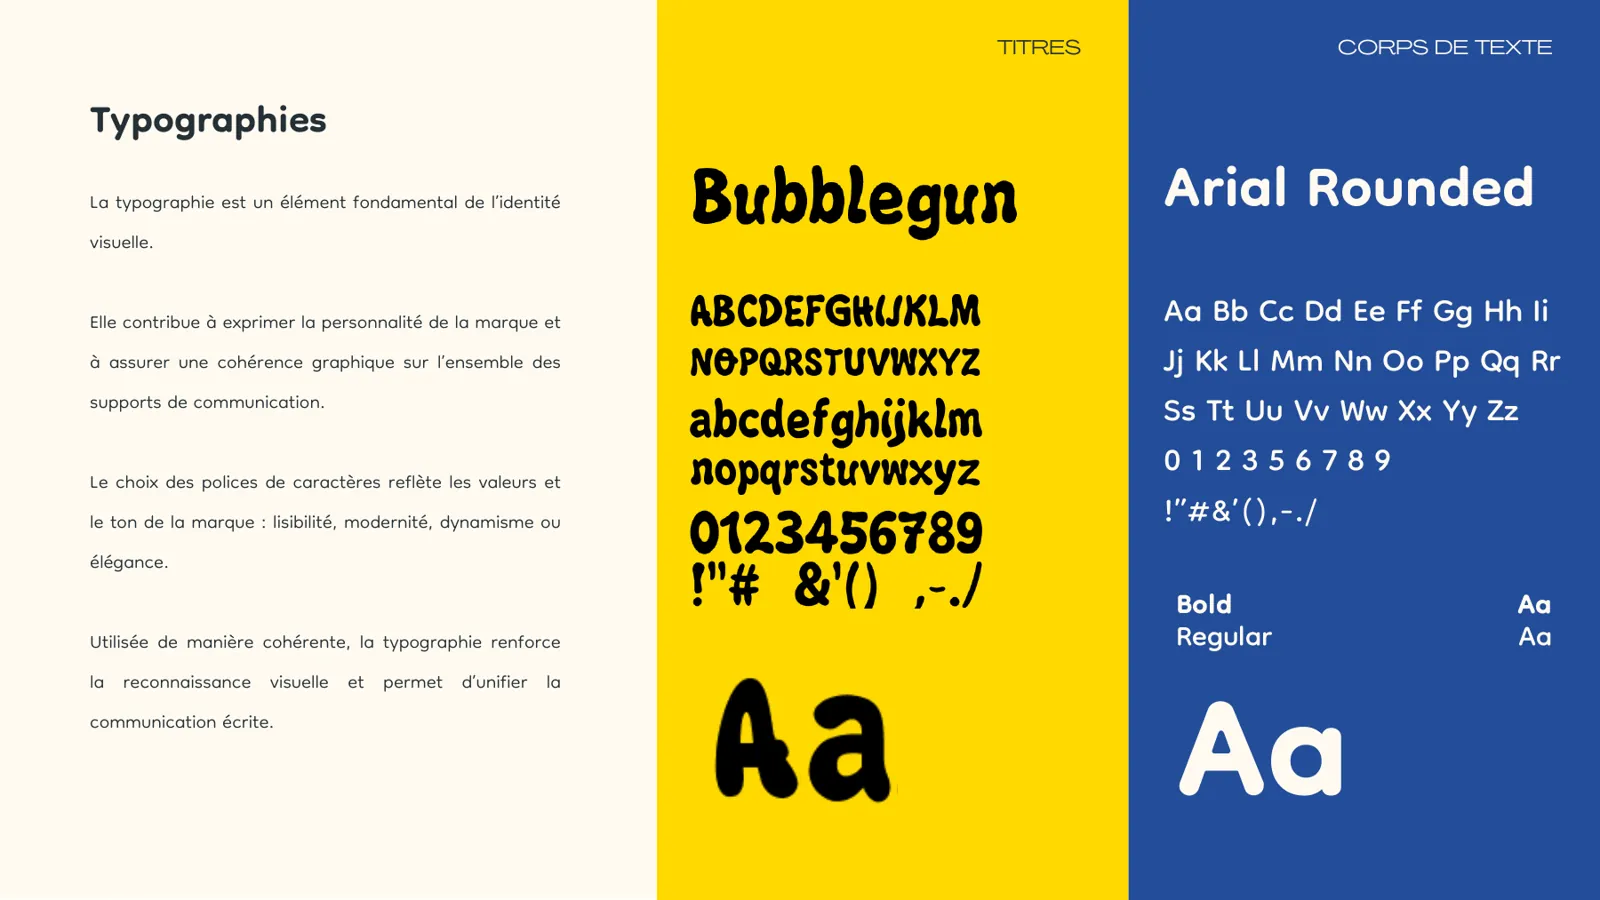 Typographies
La typographie est un élément fondamental de l'identité
visuelle.
Elle contribue à exprimer la personnalité de la marque et
à assurer une cohérence graphique sur l'ensemble des
supports de communication.
Le choix des polices de caractères reflète les valeurs et
le ton de la marque : lisibilité, modernité, dynamisme ou
élégance.
Utilisée de manière cohérente, la typographie renforce
la reconnaissance visuelle et permet d'unifier la
communication écrite.
TITRES
Bubblegun
ABCDEFGHIJKLM
NOPQRSTUVWXYZ
abcdefghijklm
nopqrstuvwxyz
0123456789
!"# &'() ,-./
Aa
CORPS DE TEXTE
Arial Rounded
Aa Bb Cc Dd Ee Ff Gg Hh Ii
Jj Kk Ll Mm Nn Oo Pp Qq Rr
Ss Tt Uu Vv Ww Xx Yy Zz
0 1 2 3 5 6 7 8 9
!"#&'(),-./
Bold Aa
Regular Aa
Aa